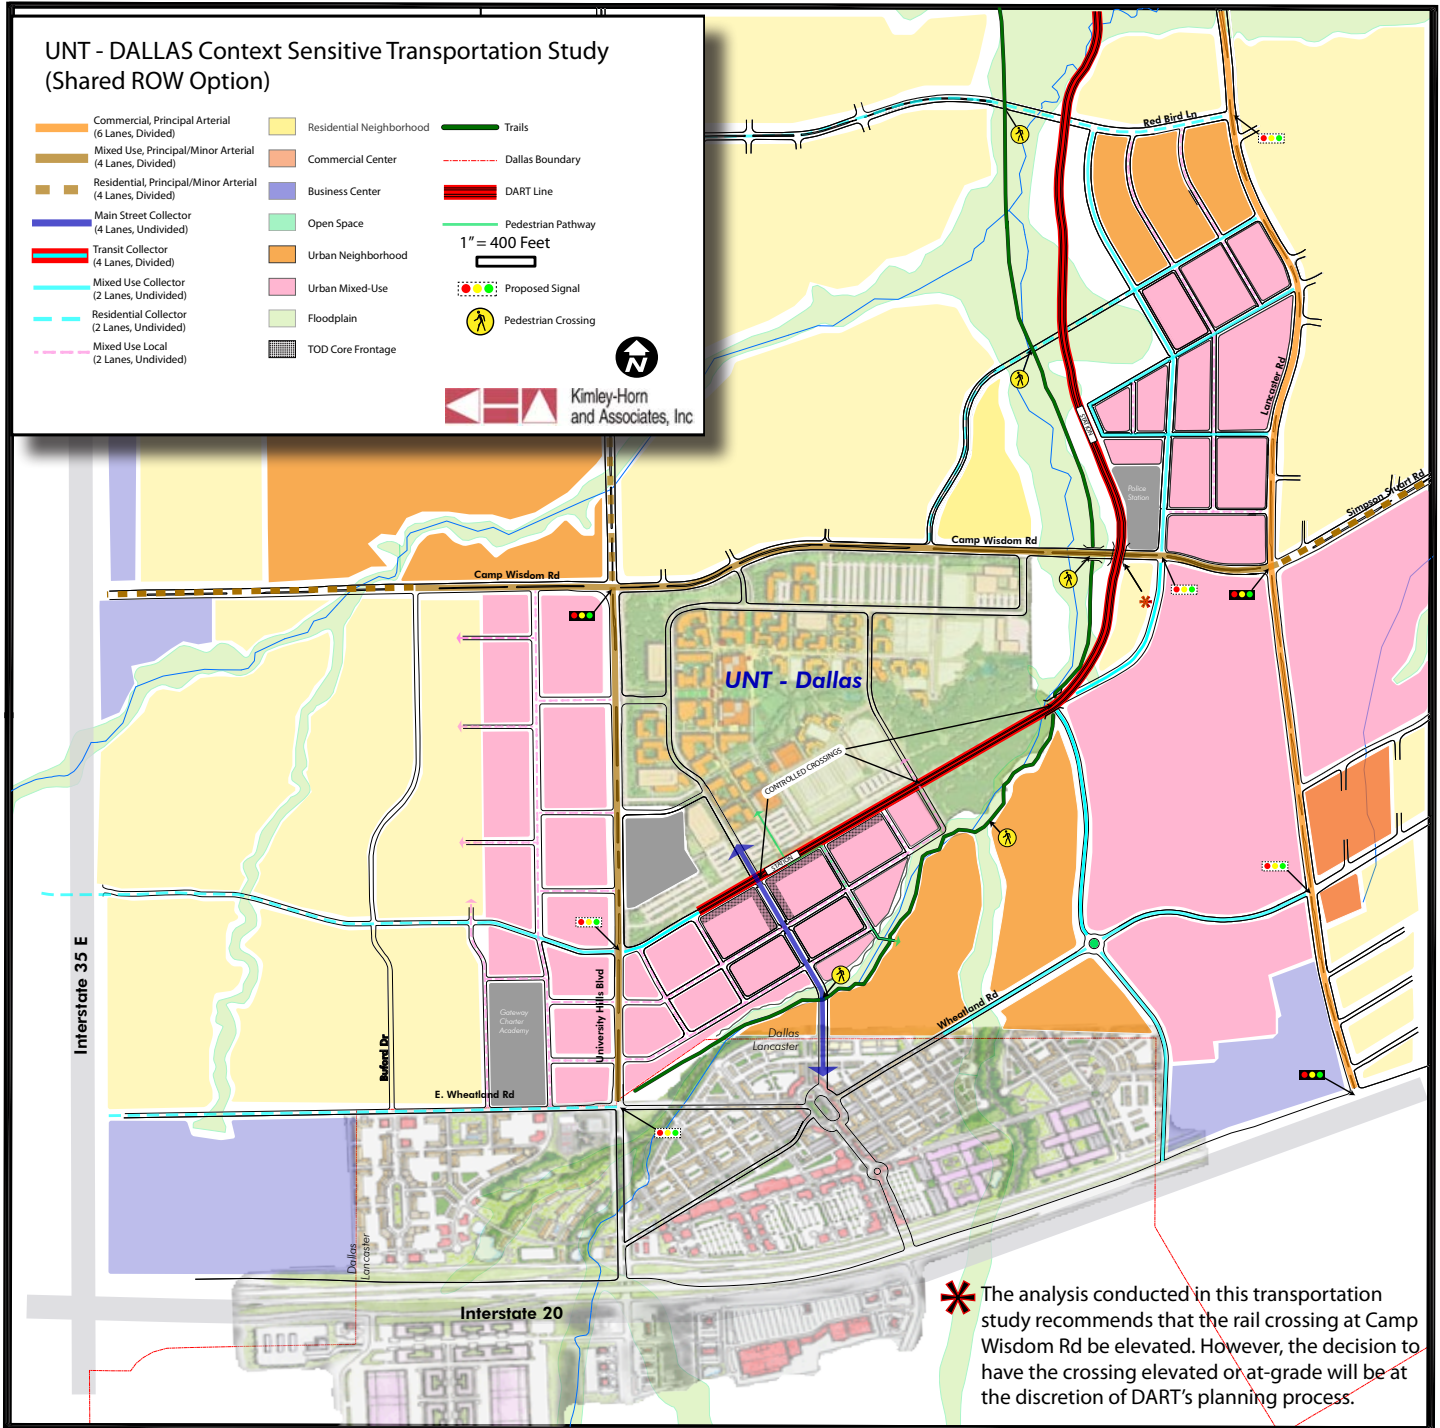 UNT - DALLAS Context Sensitive Transportation Study
(Shared ROW Option)
Commercial, Principal Arterial
(6 Lanes, Divided)
Mixed Use, Principal/Minor Arterial
(4 Lanes, Divided)
Residential, Principal/Minor Arterial
(4 Lanes, Divided)
Main Street Collector
(4 Lanes, Undivided)
Transit Collector
(4 Lanes, Divided)
Mixed Use Collector
(2 Lanes, Undivided)
Residential Collector
(2 Lanes, Undivided)
Mixed Use Local
(2 Lanes, Undivided)
Residential Neighborhood
Commercial Center
Business Center
Open Space
Urban Neighborhood
Urban Mixed-Use
Floodplain
TOD Core Frontage
Trails
Dallas Boundary
DART Line
Pedestrian Pathway
1" = 400 Feet
Proposed Signal
Pedestrian Crossing
N
Kimley-Horn
and Associates, Inc
Red Bird Ln
Lancaster Rd
STATION
Police
Station
Simpson Stuart Rd
Camp Wisdom Rd
Camp Wisdom Rd
UNT - Dallas
CONTROLLED CROSSINGS
STATION
Interstate 35 E
Gateway
Charter
Academy
University Hills Blvd
Buford Dr
Wheatland Rd
Dallas
Lancaster
E. Wheatland Rd
Dallas
Lancaster
Interstate 20
The analysis conducted in this transportation
study recommends that the rail crossing at Camp
Wisdom Rd be elevated. However, the decision to
have the crossing elevated or at-grade will be at
the discretion of DART's planning process.